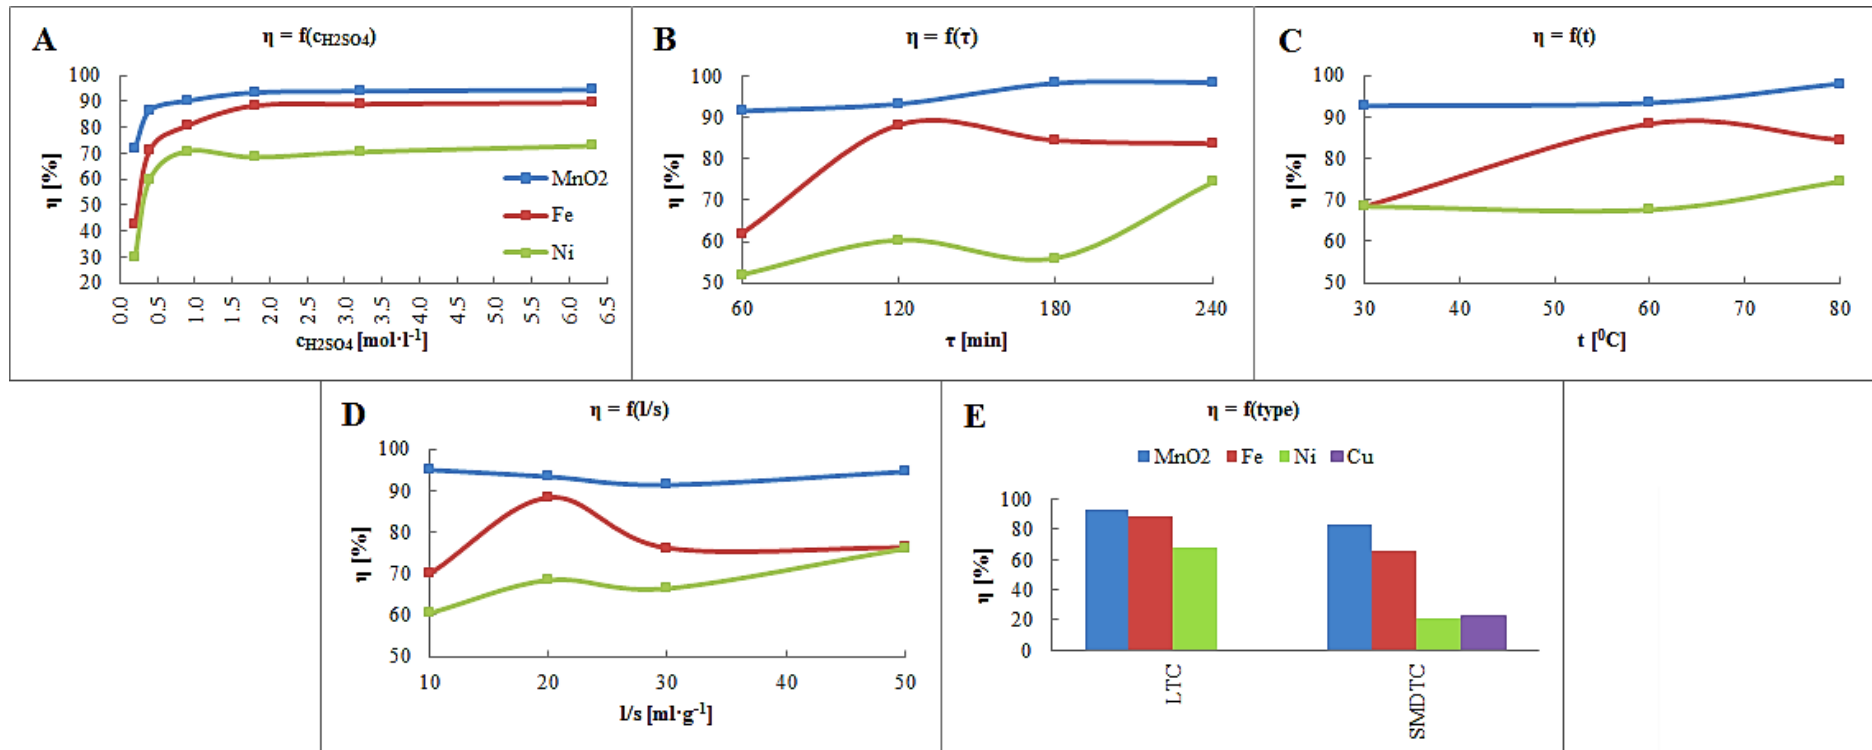 A
η = f(cH2SO4)
100
90
80
70
60
50
40
30
20
η [%]
MnO2
Fe
Ni
0.0 0.5 1.0 1.5 2.0 2.5 3.0 3.5 4.0 4.5 5.0 5.5 6.0 6.5
cH2SO4 [mol·l-1]
B
η = f(τ)
100
90
80
70
60
50
η [%]
60 120 180 240
τ [min]
C
η = f(t)
100
90
80
70
60
50
η [%]
30 40 50 60 70 80
t [0C]
D
η = f(l/s)
100
90
80
70
60
50
η [%]
10 20 30 40 50
l/s [ml·g-1]
E
η = f(type)
MnO2 Fe Ni Cu
100
80
60
40
20
0
η [%]
LTC SMDTC